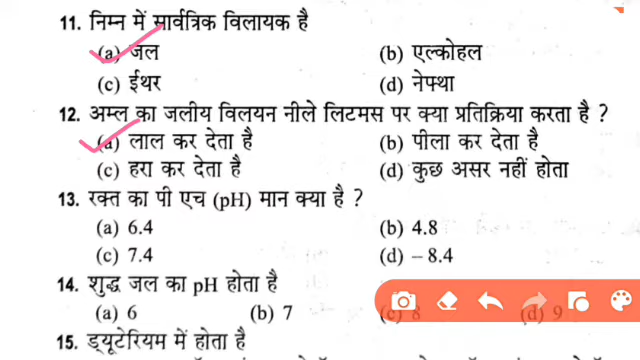 11. निम्न में सार्वत्रिक विलायक है
(a) जल (b) एल्कोहल
(c) ईथर (d) नेफ्था
12. अम्ल का जलीय विलयन नीले लिटमस पर क्या प्रतिक्रिया करता है ?
(a) लाल कर देता है (b) पीला कर देता है
(c) हरा कर देता है (d) कुछ असर नहीं होता
13. रक्त का पी एच (pH) मान क्या है ?
(a) 6.4 (b) 4.8
(c) 7.4 (d) – 8.4
14. शुद्ध जल का pH होता है
(a) 6 (b) 7 (c) 8 (d) 9
15. ड्यूटेरियम में होता है